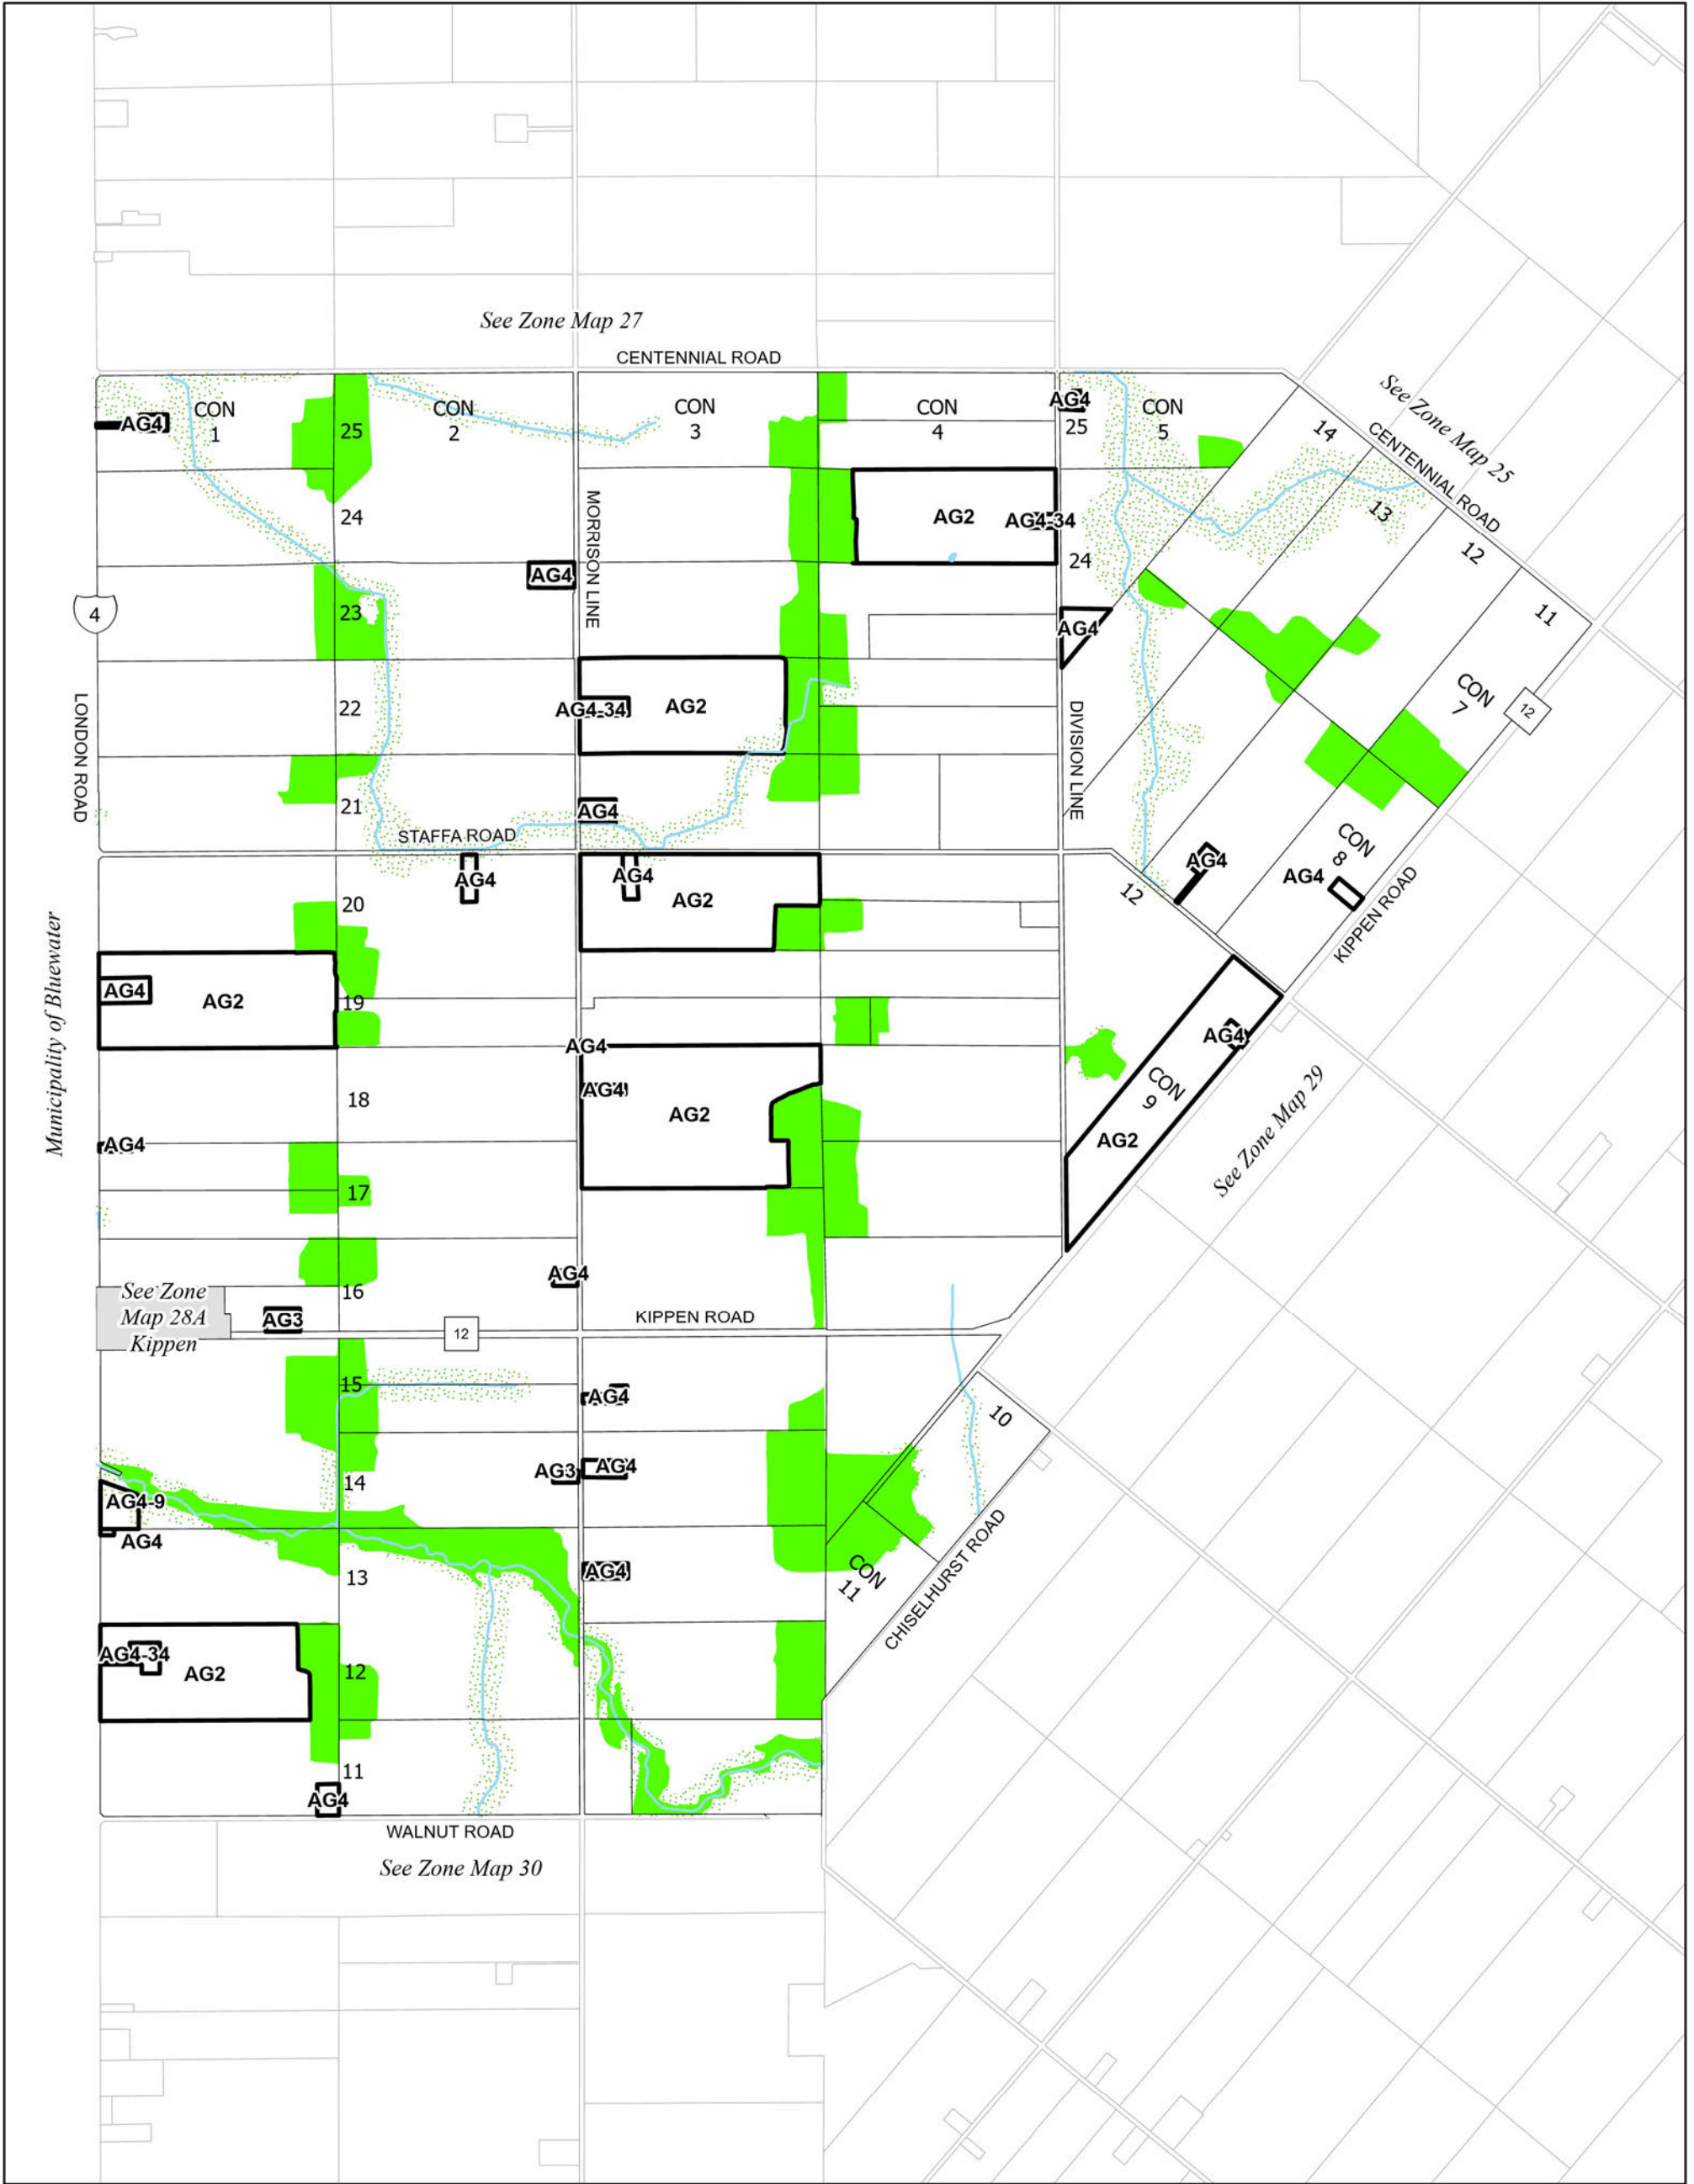 See Zone Map 27
CENTENNIAL ROAD
See Zone Map 25
CENTENNIAL ROAD
AG4
CON
1
25
CON
2
CON
3
CON
4
AG4
25
CON
5
14
13
12
11
24
MORRISON LINE
AG2
AG4-34
24
AG4
4
23
AG4
LONDON ROAD
22
AG4-34
AG2
DIVISION LINE
CON
7
12
21
AG4
STAFFA ROAD
AG4
AG4
AG2
20
12
AG4
AG4
CON
8
KIPPEN ROAD
Municipality of Bluewater
AG4
AG2
19
AG4
AG4
AG2
AG4
CON
9
AG2
See Zone Map 29
18
AG4
17
AG4
See Zone
Map 28A
Kippen
16
AG3
12
KIPPEN ROAD
15
AG4
10
14
AG3
AG4
AG4-9
AG4
13
AG4
CON
11
CHISELHURST ROAD
AG4-34
AG2
12
11
AG4
WALNUT ROAD
See Zone Map 30